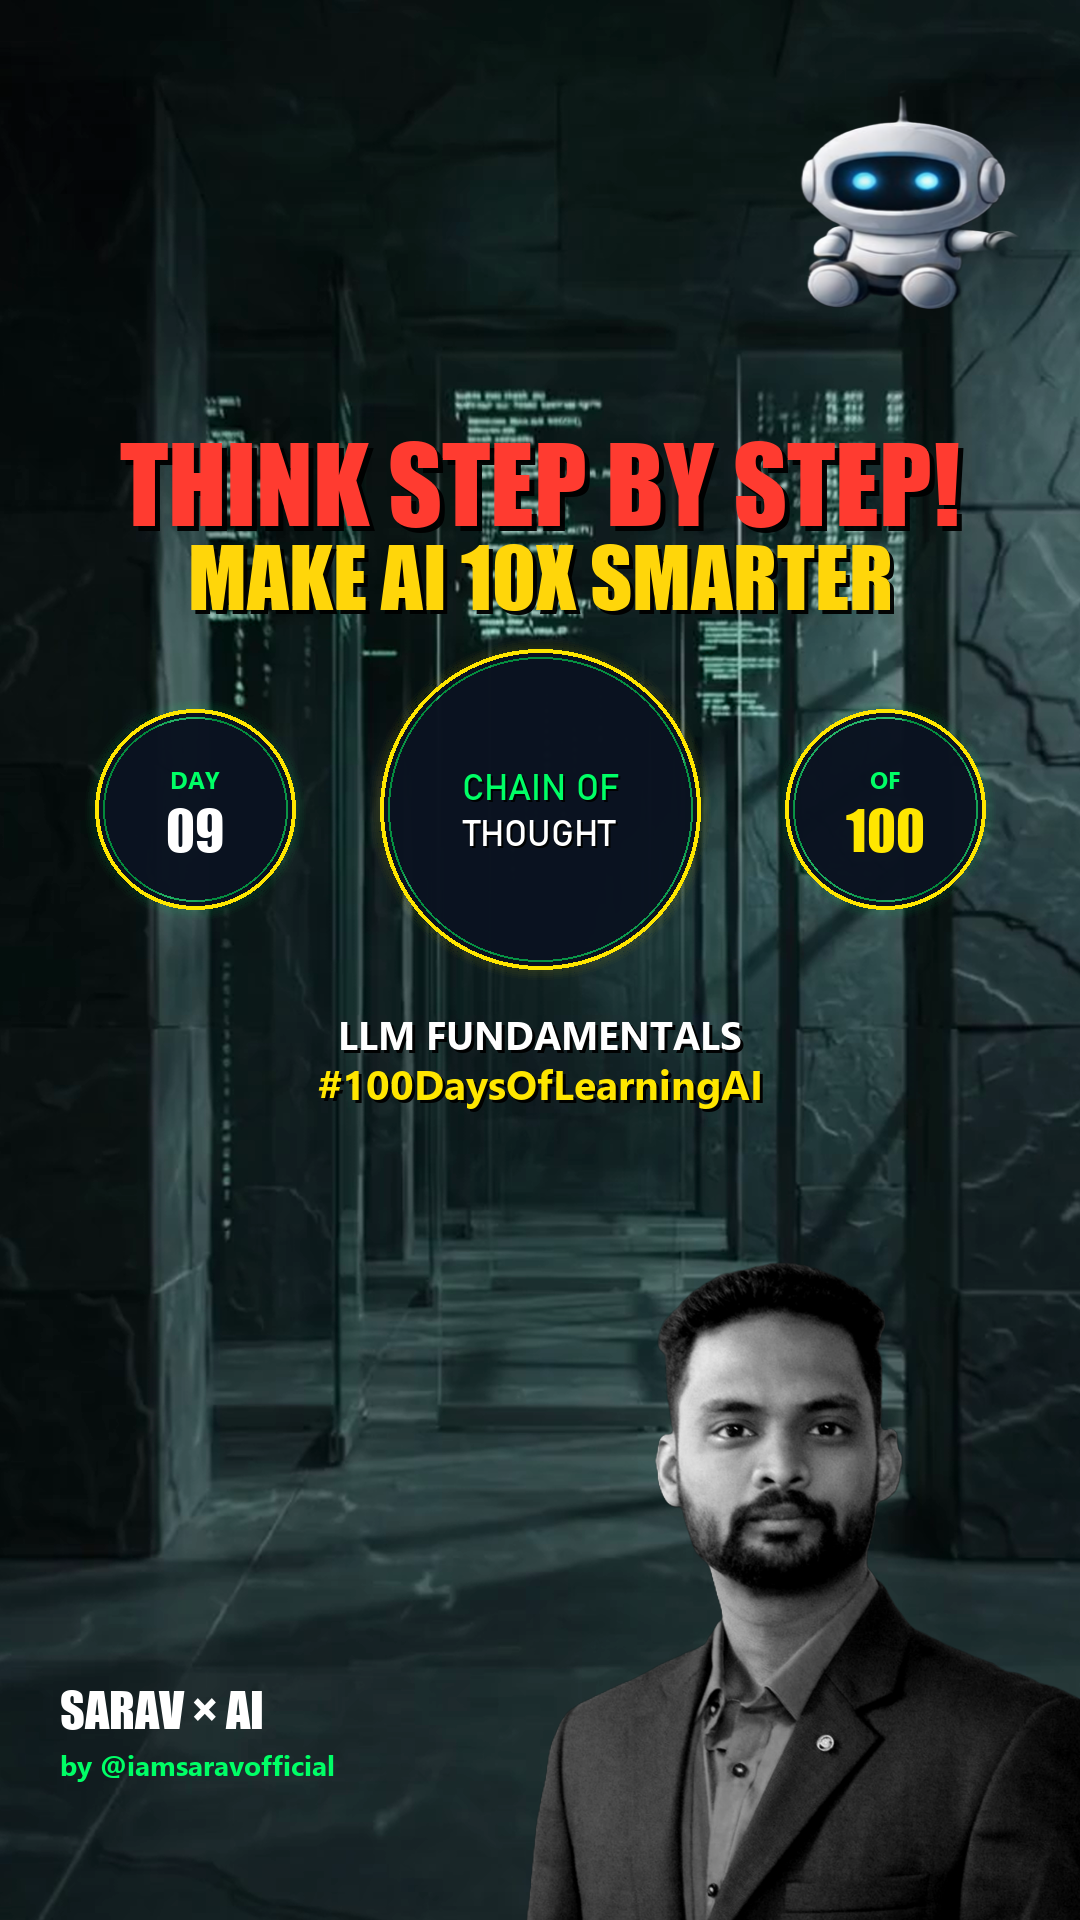 THINK STEP BY STEP!
MAKE AI 10X SMARTER
DAY
09
CHAIN OF
THOUGHT
OF
100
LLM FUNDAMENTALS
#100DaysOfLearningAI
SARAV × AI
by @iamsaravofficial